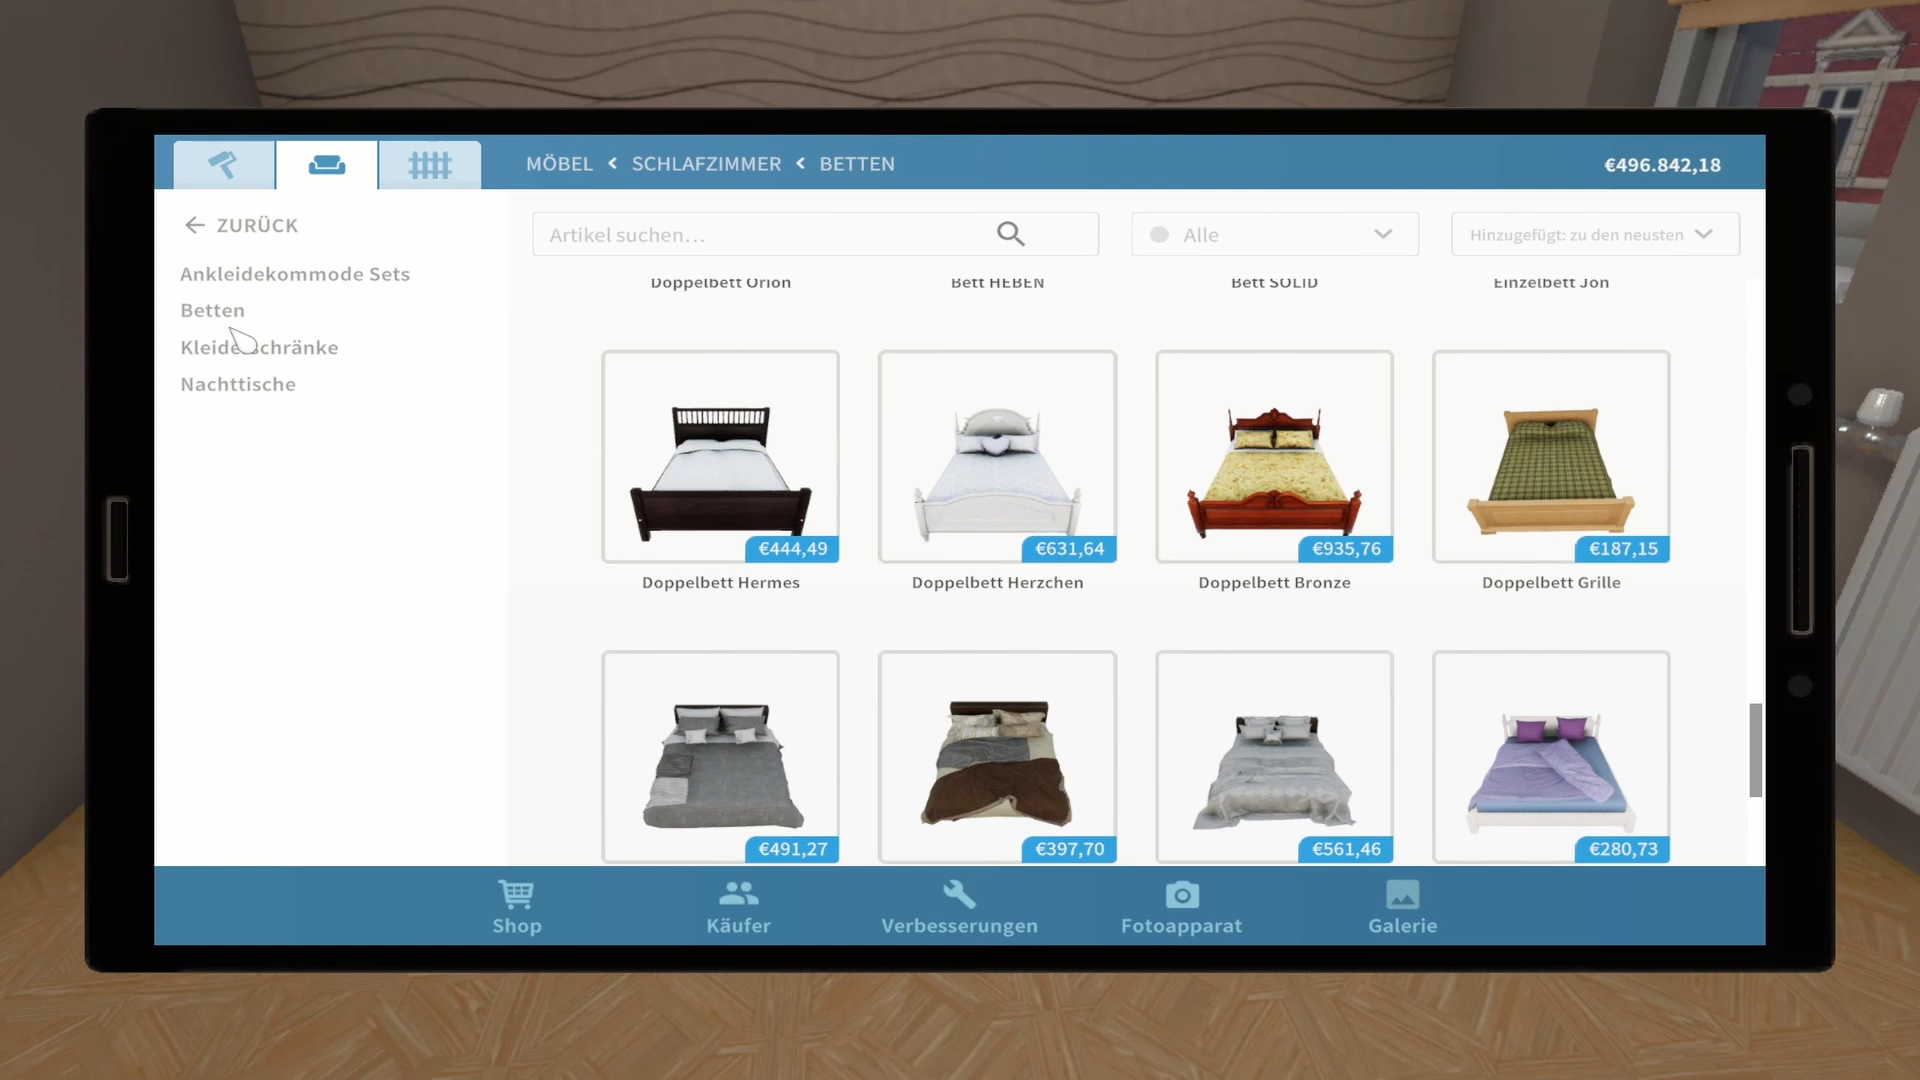 MÖBEL < SCHLAFZIMMER < BETTEN
€496.842,18
ZURÜCK
Ankleidekommode Sets
Betten
Kleiderschränke
Nachttische
Artikel suchen...
Alle
Hinzugefügt: zu den neusten
Doppelbett Orion
Bett HEBEN
Bett SOLID
Einzelbett Jon
€444,49
€631,64
€935,76
€187,15
Doppelbett Hermes
Doppelbett Herzchen
Doppelbett Bronze
Doppelbett Grille
€491,27
€397,70
€561,46
€280,73
Shop
Käufer
Verbesserungen
Fotoapparat
Galerie